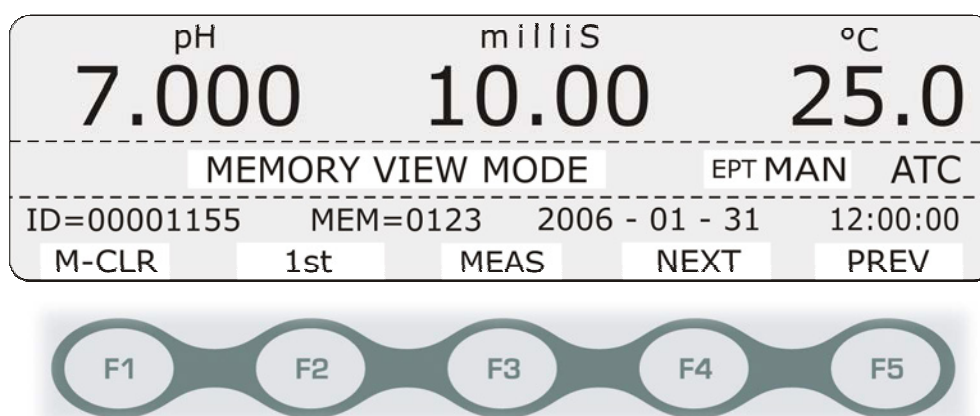 pH milliS °C
7.000 10.00 25.0
MEMORY VIEW MODE EPT MAN ATC
ID=00001155 MEM=0123 2006 - 01 - 31 12:00:00
M-CLR 1st MEAS NEXT PREV
F1 F2 F3 F4 F5